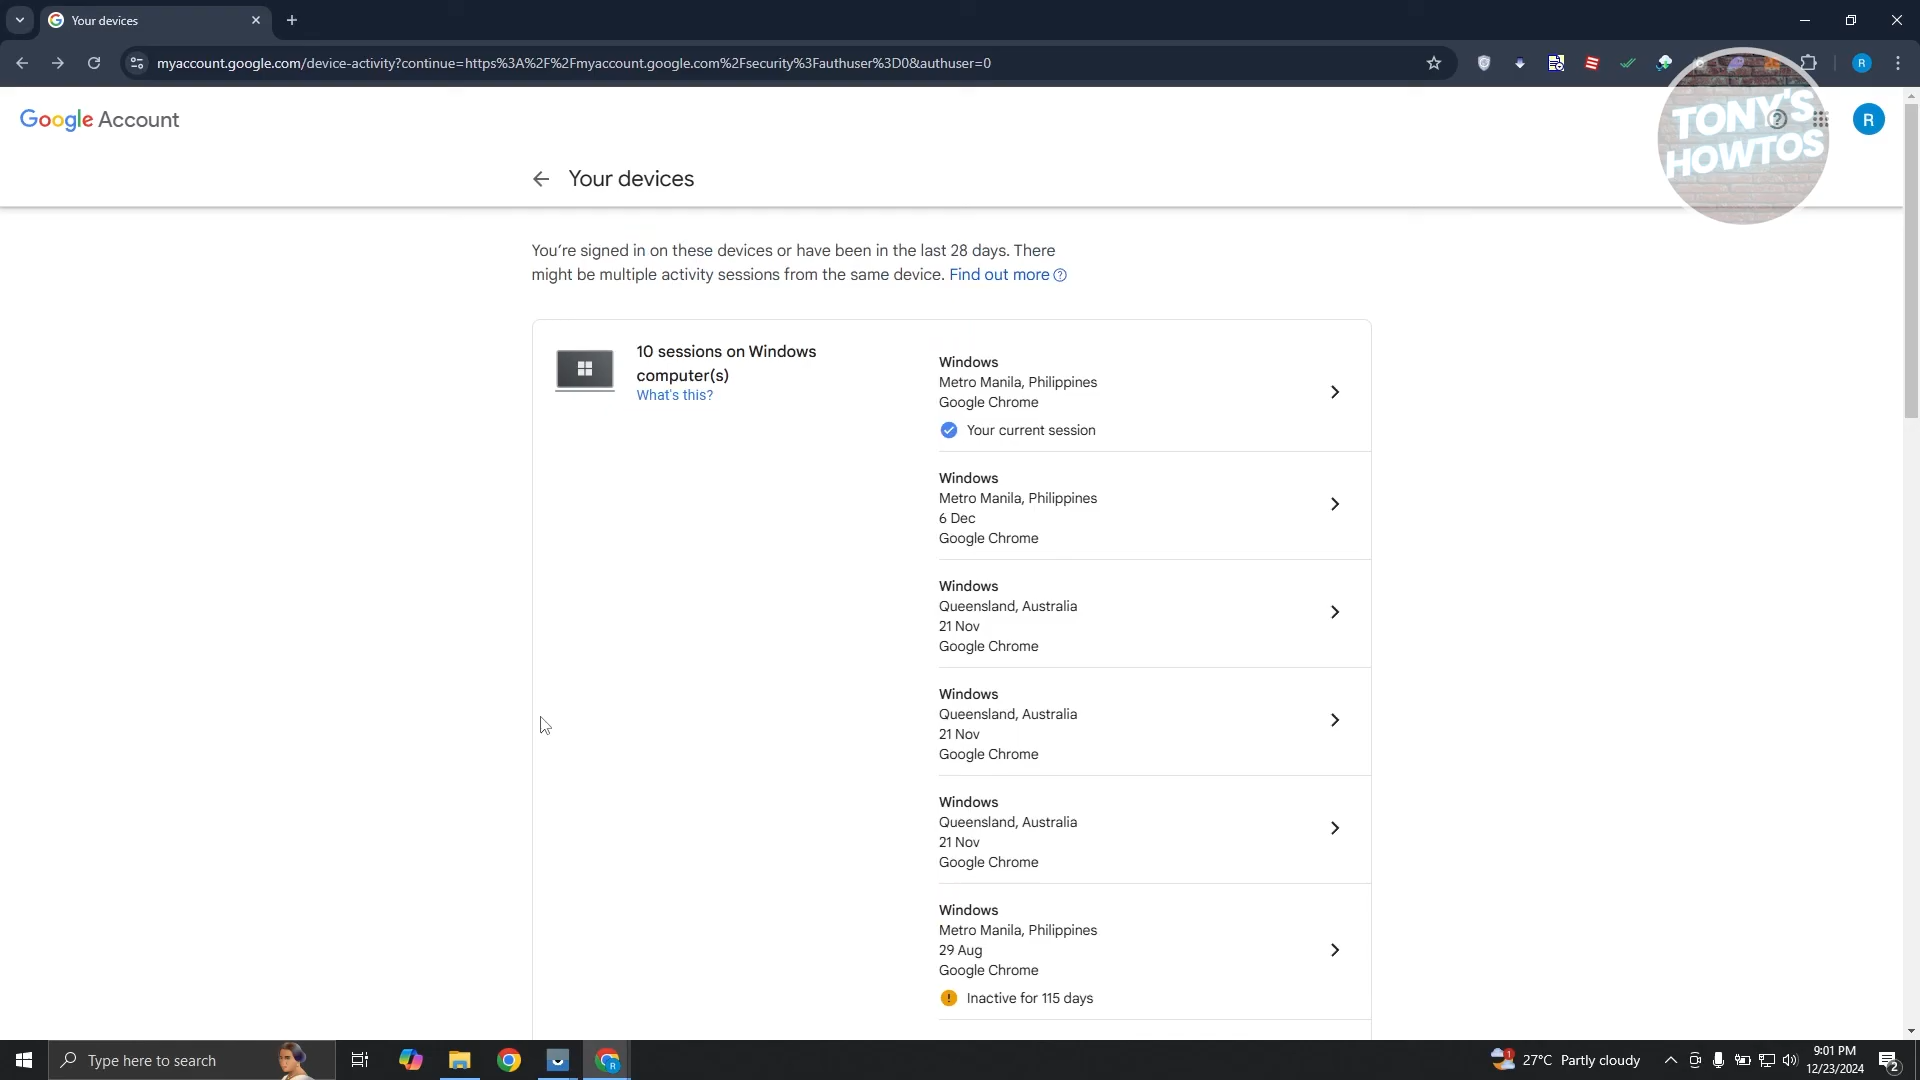 Your devices
myaccount.google.com/device-activity?continue=https%3A%2F%2Fmyaccount.google.com%2Fsecurity%3Fauthuser%3D0&authuser=0
R
Google Account
TONY'S
HOWTOS
R
Your devices
You're signed in on these devices or have been in the last 28 days. There
might be multiple activity sessions from the same device. Find out more
10 sessions on Windows
computer(s)
What's this?
Windows
Metro Manila, Philippines
Google Chrome
Your current session
Windows
Metro Manila, Philippines
6 Dec
Google Chrome
Windows
Queensland, Australia
21 Nov
Google Chrome
Windows
Queensland, Australia
21 Nov
Google Chrome
Windows
Queensland, Australia
21 Nov
Google Chrome
Windows
Metro Manila, Philippines
29 Aug
Google Chrome
Inactive for 115 days
Type here to search
R
1
27°C Partly cloudy
9:01 PM
12/23/2024
2